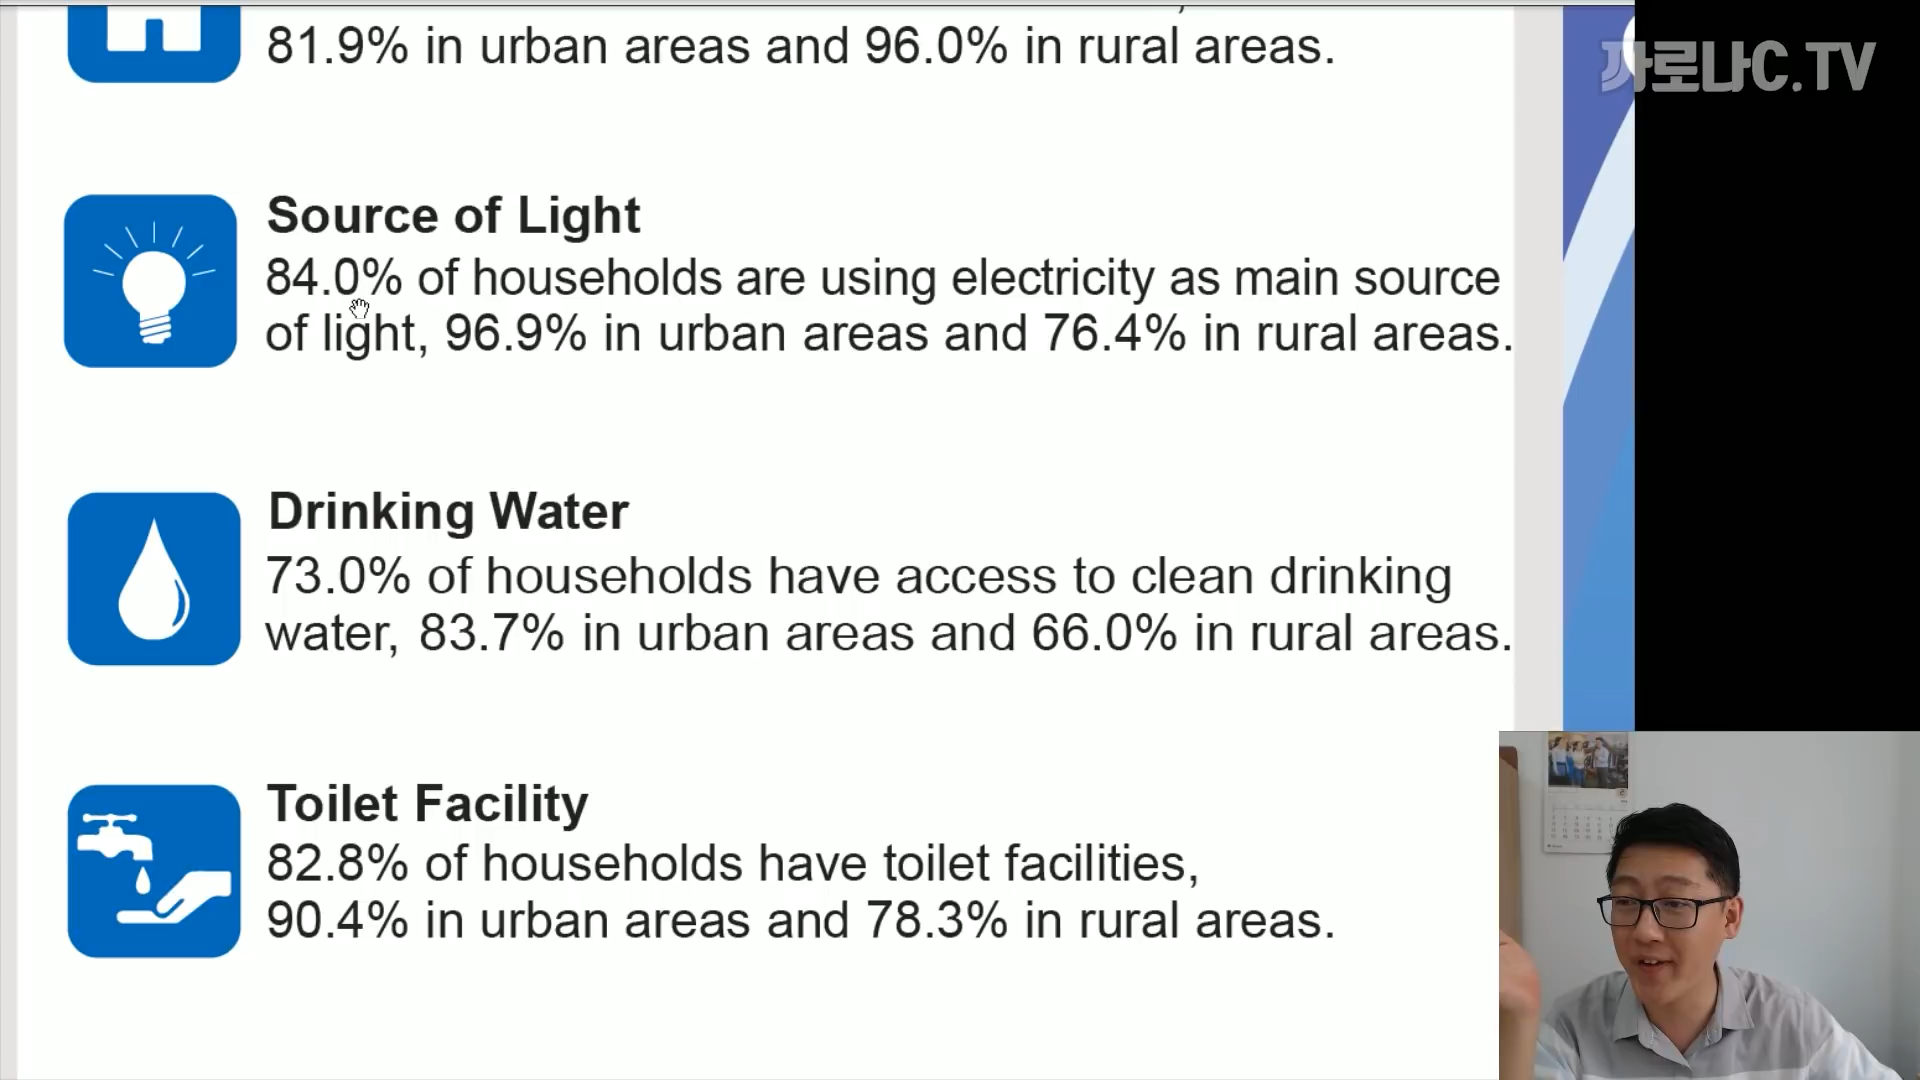 81.9% in urban areas and 96.0% in rural areas.
까로나C.TV
Source of Light
84.0% of households are using electricity as main source
of light, 96.9% in urban areas and 76.4% in rural areas.
Drinking Water
73.0% of households have access to clean drinking
water, 83.7% in urban areas and 66.0% in rural areas.
Toilet Facility
82.8% of households have toilet facilities,
90.4% in urban areas and 78.3% in rural areas.